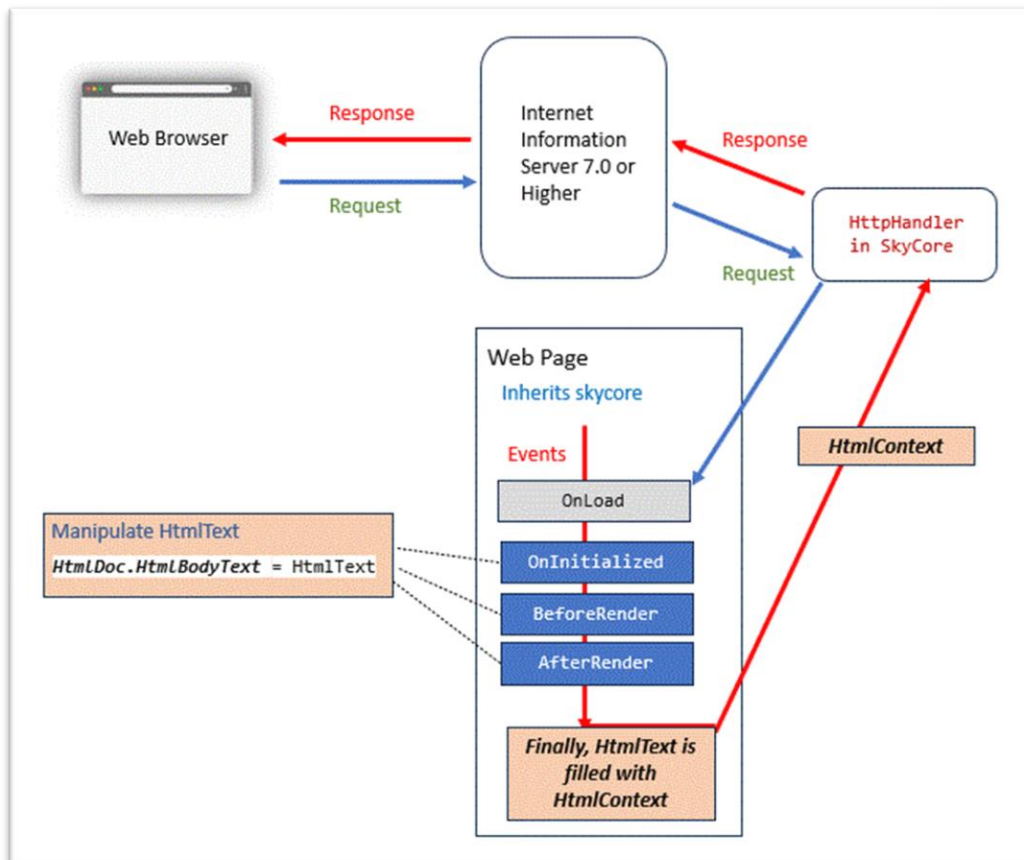 Web Browser
Response
Request
Internet
Information
Server 7.0 or
Higher
Response
Request
HttpHandler
in SkyCore
Web Page
Inherits skycore
Events
OnLoad
OnInitialized
BeforeRender
AfterRender
Manipulate HtmlText
HtmlDoc.HtmlBodyText = HtmlText
HtmlContext
Finally, HtmlText is
filled with
HtmlContext